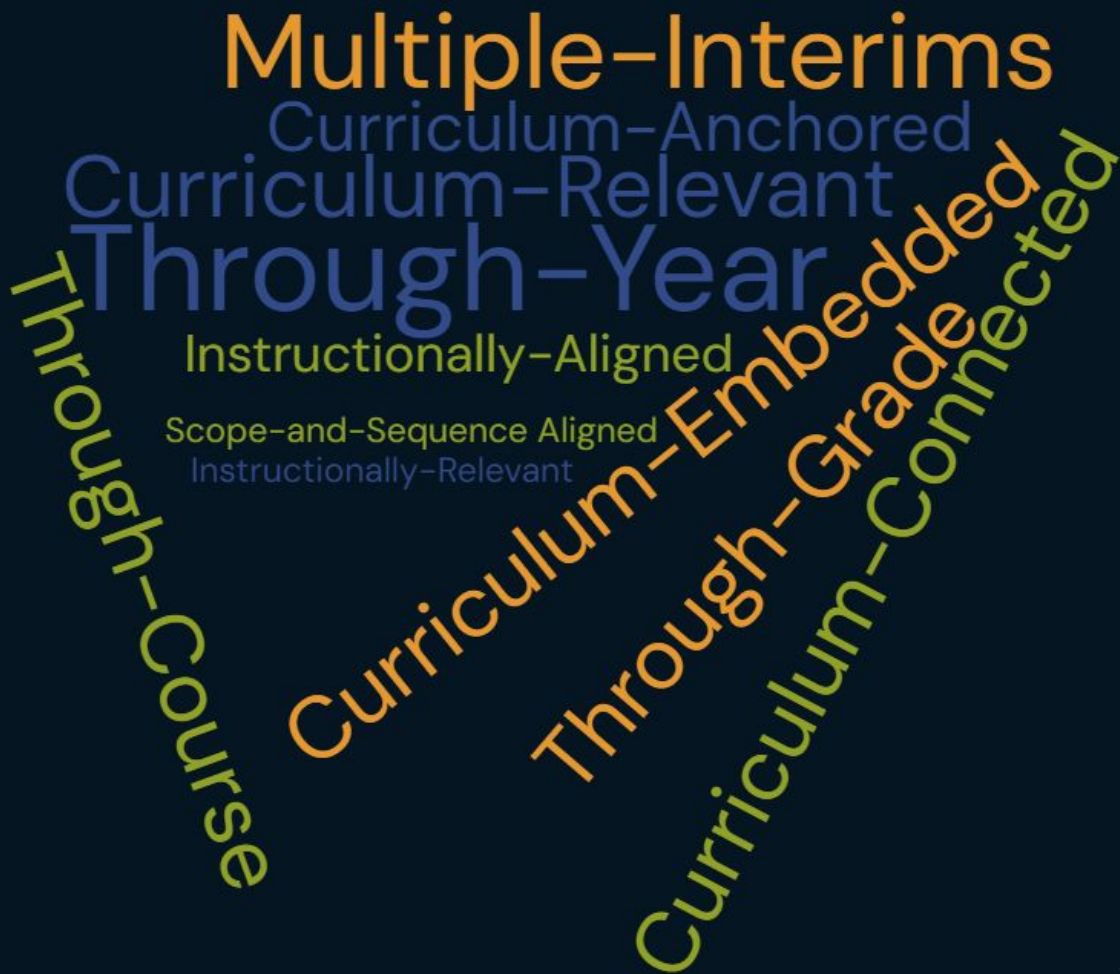 Multiple-Interims
Curriculum-Anchored
Curriculum-Relevant
Through-Year
Through-Course
Instructionally-Aligned
Scope-and-Sequence Aligned
Instructionally-Relevant
Curriculum-Embedded
Through-Grade
Curriculum-Connected